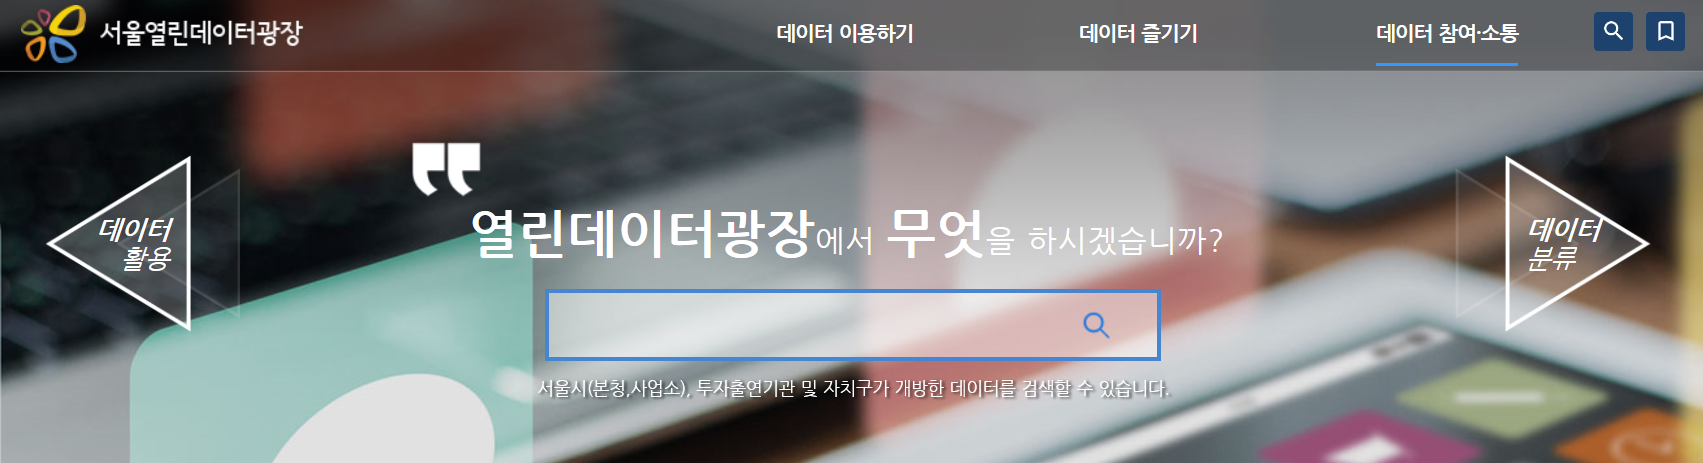 서울열린데이터광장
데이터 이용하기
데이터 즐기기
데이터 참여·소통
데이터
활용
열린데이터광장에서 무엇을 하시겠습니까?
데이터
분류
서울시(본청,사업소), 투자출연기관 및 자치구가 개방한 데이터를 검색할 수 있습니다.